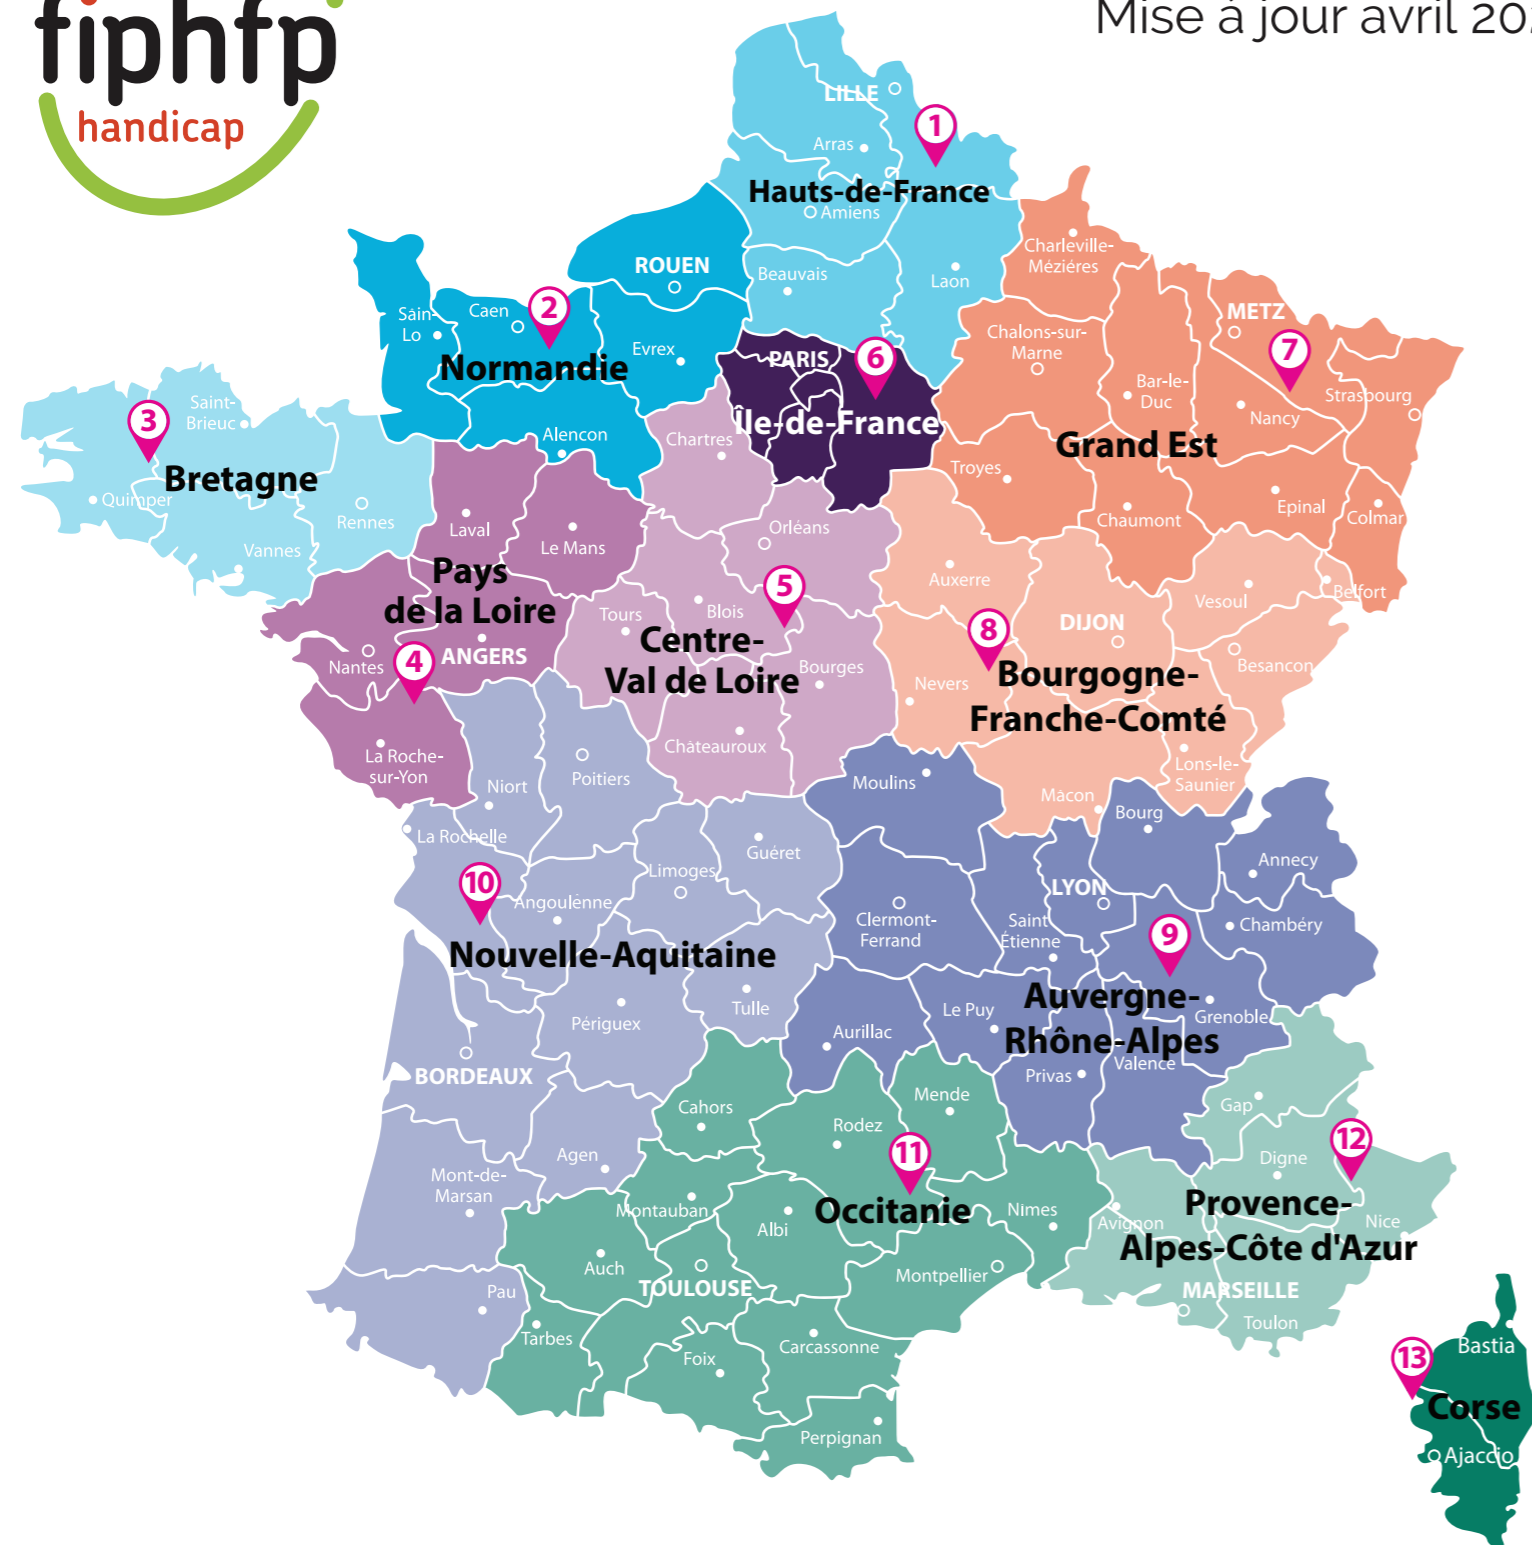 fiphfp
handicap
Mise à jour avril
LILLE
1
Arras
Hauts-de-France
Amiens
Beauvais
Laon
ROUEN
Caen
2
Sain-
Lo
Evrex
Normandie
Alencon
Charleville-
Méziéres
METZ
7
Chalons-sur-
Marne
Bar-le-
Duc
Strasbourg
Nancy
Grand Est
Troyes
Chaumont
Epinal
Colmar
PARIS
6
Île-de-France
3
Saint-
Brieuc
Bretagne
Quimper
Rennes
Vannes
Chartres
Orléans
5
Blois
Tours
Centre-
Val de Loire
Bourges
Châteauroux
Laval
Le Mans
Pays
de la Loire
ANGERS
Nantes
4
La Roche-
sur-Yon
Auxerre
8
DIJON
Vesoul
Belfort
Besancon
Nevers
Bourgogne-
Franche-Comté
Lons-le-
Saunier
Mâcon
Niort
Poitiers
La Rochelle
10
Angoulenne
Limoges
Guéret
Nouvelle-Aquitaine
Tulle
Périguex
BORDEAUX
Agen
Mont-de-
Marsan
Pau
Moulins
Bourg
Annecy
LYON
Clermont-
Ferrand
Saint
Étienne
9
Chambéry
Auvergne-
Rhône-Alpes
Le Puy
Grenoble
Aurillac
Valence
Privas
Cahors
Rodez
Mende
11
Occitanie
Montauban
Albi
Nimes
Auch
TOULOUSE
Montpellier
Tarbes
Foix
Carcassonne
Perpignan
Gap
12
Digne
Provence-
Alpes-Côte d'Azur
Avignon
Nice
MARSEILLE
Toulon
13
Bastia
Corse
Ajaccio